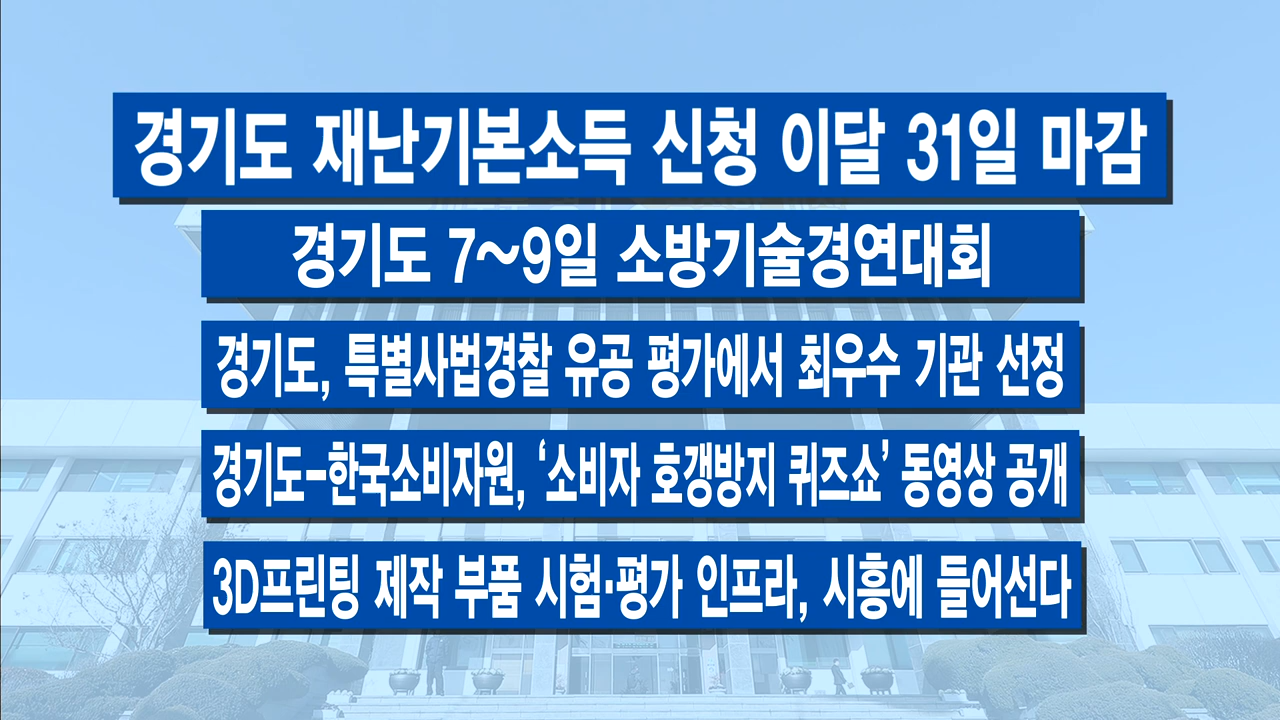 경기도 재난기본소득 신청 이달 31일 마감
경기도 7~9일 소방기술경연대회
경기도, 특별사법경찰 유공 평가에서 최우수 기관 선정
경기도-한국소비자원, ‘소비자 호갱방지 퀴즈쇼’ 동영상 공개
3D프린팅 제작 부품 시험·평가 인프라, 시흥에 들어선다